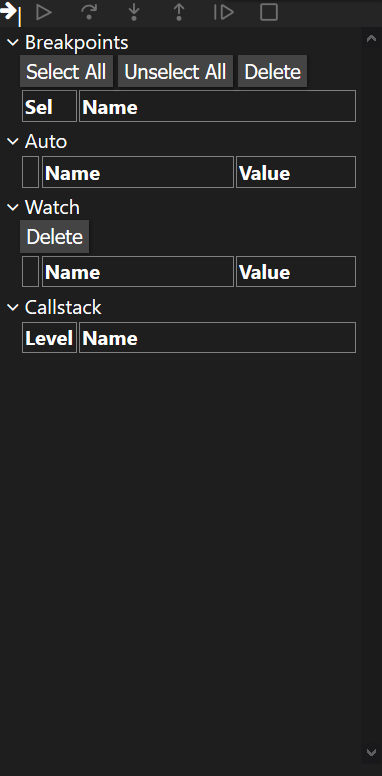 Breakpoints
Select All Unselect All Delete
Sel Name
Auto
Name Value
Watch
Delete
Name Value
Callstack
Level Name